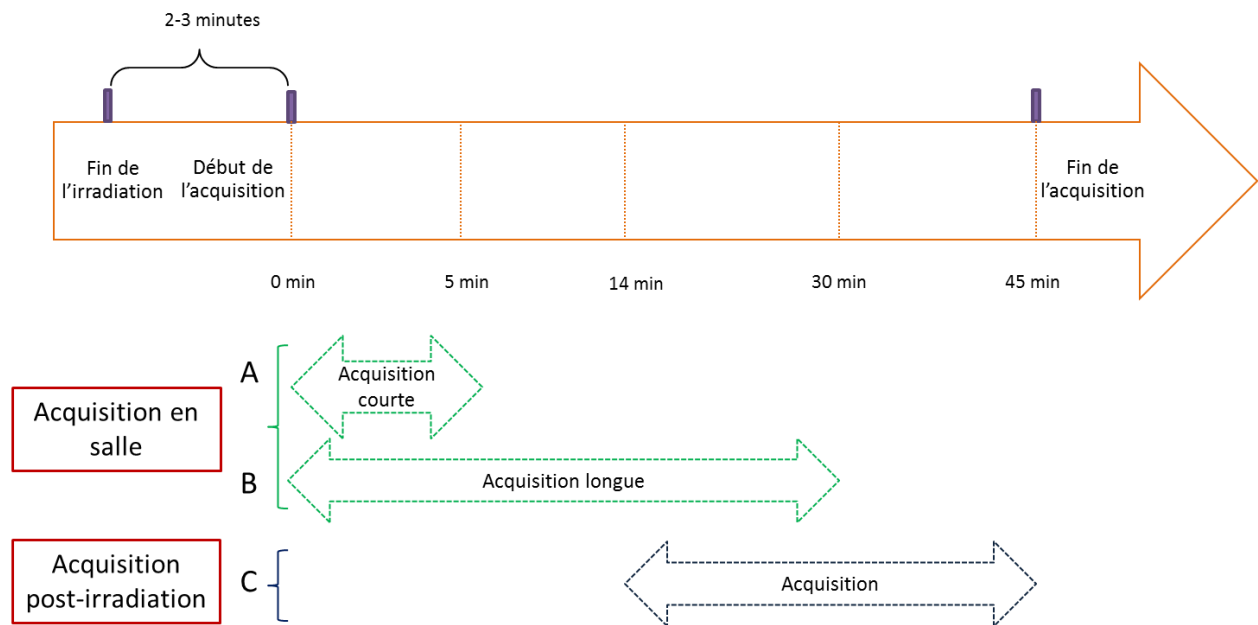 2-3 minutes
Fin de
l’irradiation
Début de
l’acquisition
Fin de
l’acquisition
0 min
5 min
14 min
30 min
45 min
Acquisition en
salle
A
Acquisition
courte
B
Acquisition longue
Acquisition
post-irradiation
C
Acquisition